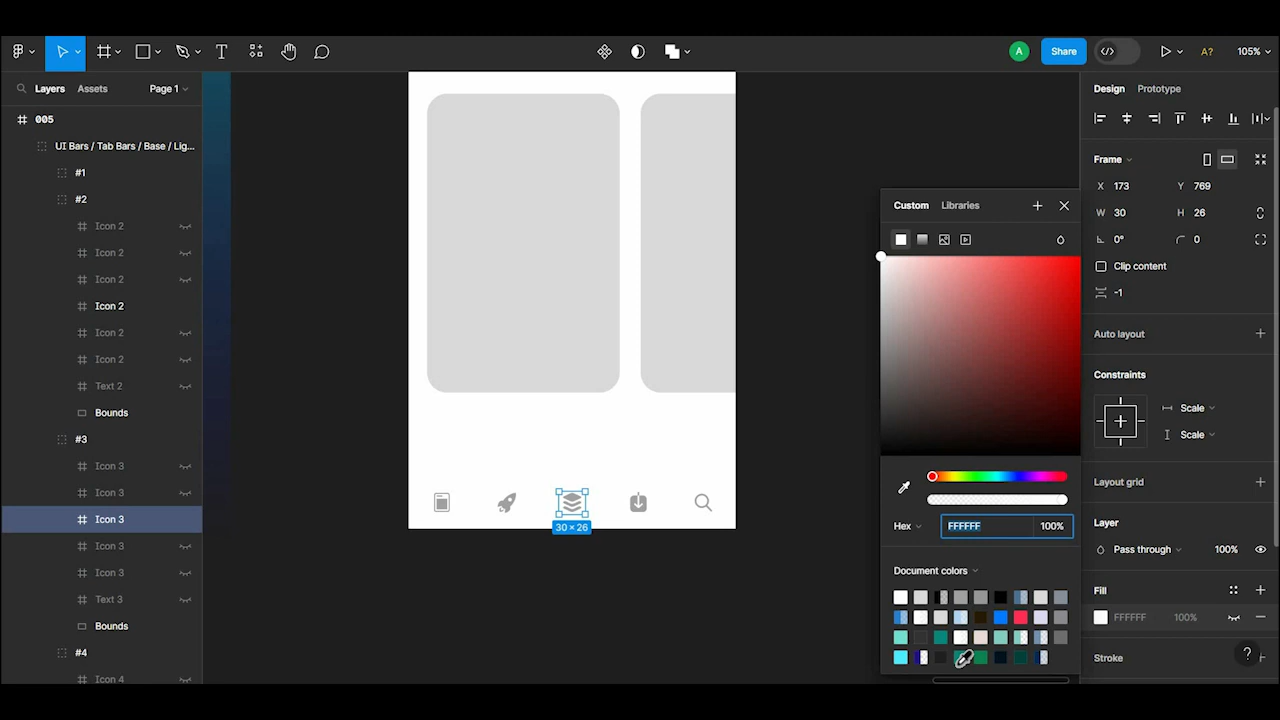 A
Share
A?
105%
Layers
Assets
Page 1
Design
Prototype
005
UI Bars / Tab Bars / Base / Lig...
#1
#2
Icon 2
Icon 2
Icon 2
Icon 2
Icon 2
Icon 2
Text 2
Bounds
#3
Icon 3
Icon 3
Icon 3
Icon 3
Icon 3
Text 3
Bounds
#4
Icon 4
30 × 26
Custom
Libraries
Hex
FFFFFF
100%
Document colors
Frame
X 173
Y 769
W 30
H 26
0°
0
Clip content
-1
Auto layout
Constraints
Scale
Scale
Layout grid
Layer
Pass through
100%
Fill
FFFFFF
100%
Stroke
?